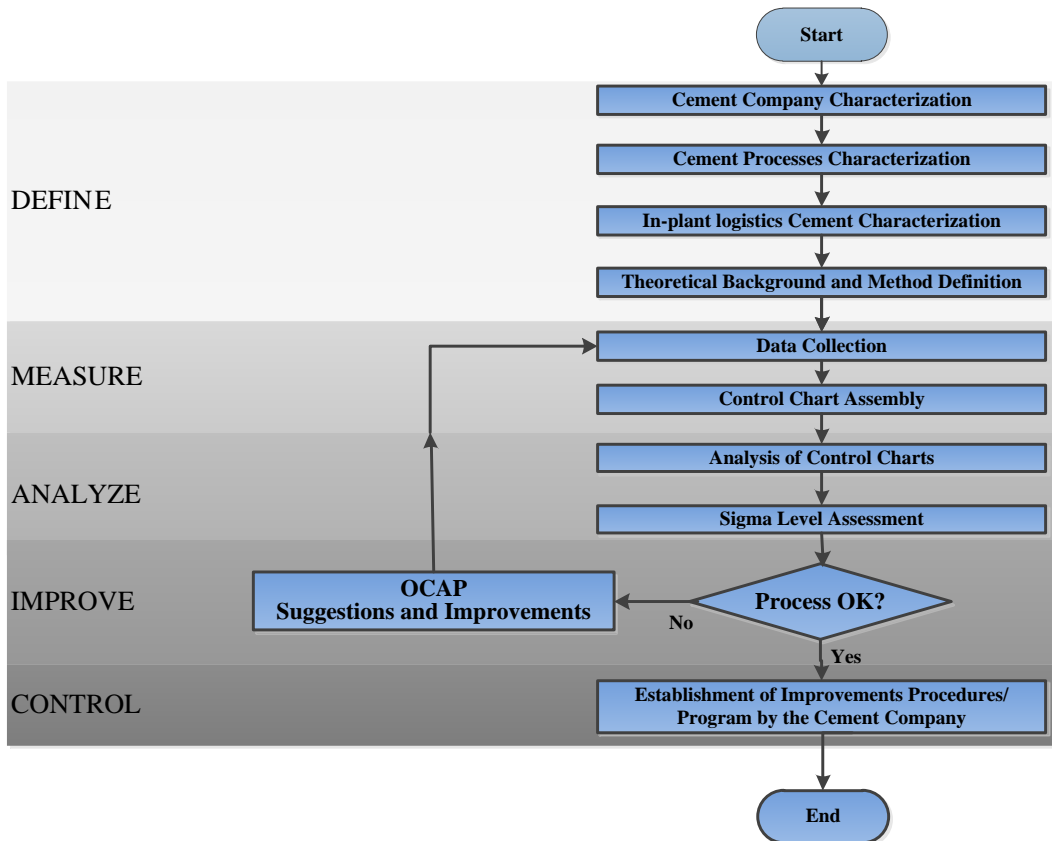 Start
DEFINE
Cement Company Characterization
Cement Processes Characterization
In-plant logistics Cement Characterization
Theoretical Background and Method Definition
MEASURE
Data Collection
Control Chart Assembly
ANALYZE
Analysis of Control Charts
Sigma Level Assessment
IMPROVE
OCAP
Suggestions and Improvements
No
Process OK?
Yes
CONTROL
Establishment of Improvements Procedures/
Program by the Cement Company
End